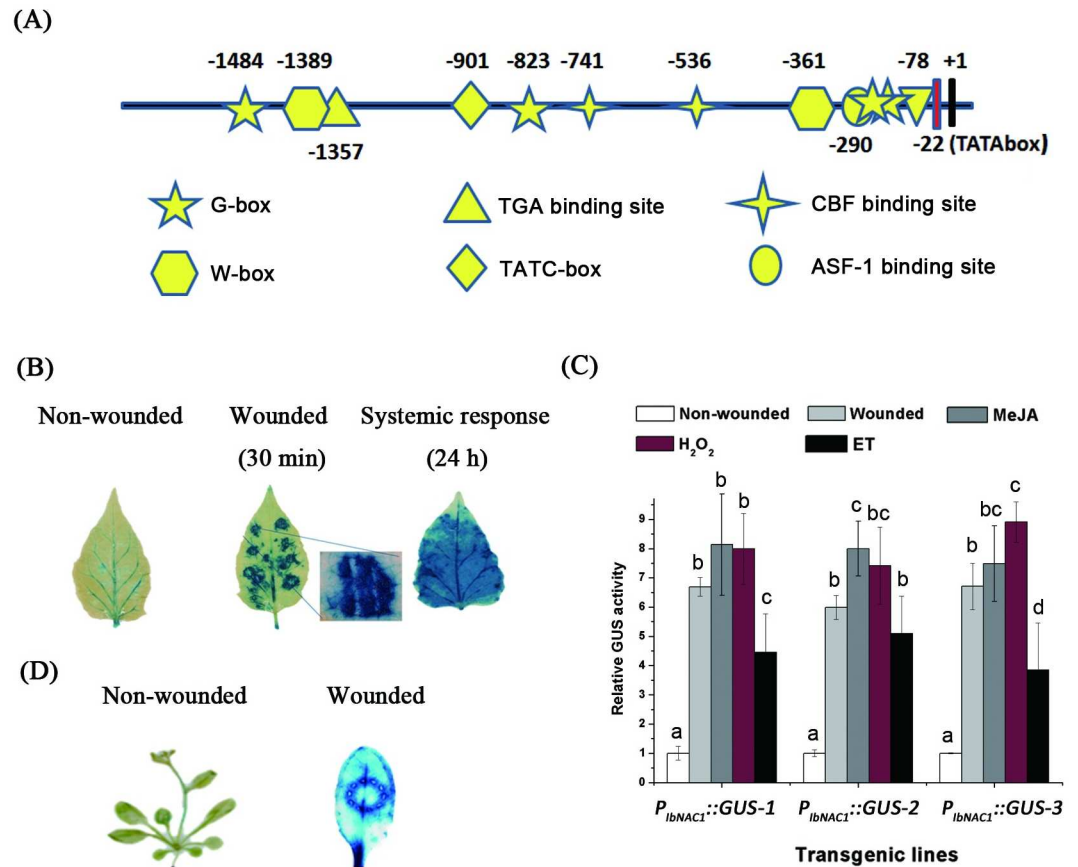 (A)
-1484 -1389 -901 -823 -741 -536 -361 -78 +1
-1357 -290 -22 (TATAbox)
G-box TGA binding site CBF binding site
W-box TATC-box ASF-1 binding site
(B)
Non-wounded Wounded Systemic response
(30 min) (24 h)
(C)
Non-wounded Wounded MeJA
H₂O₂ ET
Relative GUS activity
9
8
7
6
5
4
3
2
1
0
a b b b c
a b c bc b
a b bc c d
P_IbNAC1::GUS-1 P_IbNAC1::GUS-2 P_IbNAC1::GUS-3
Transgenic lines
(D)
Non-wounded Wounded